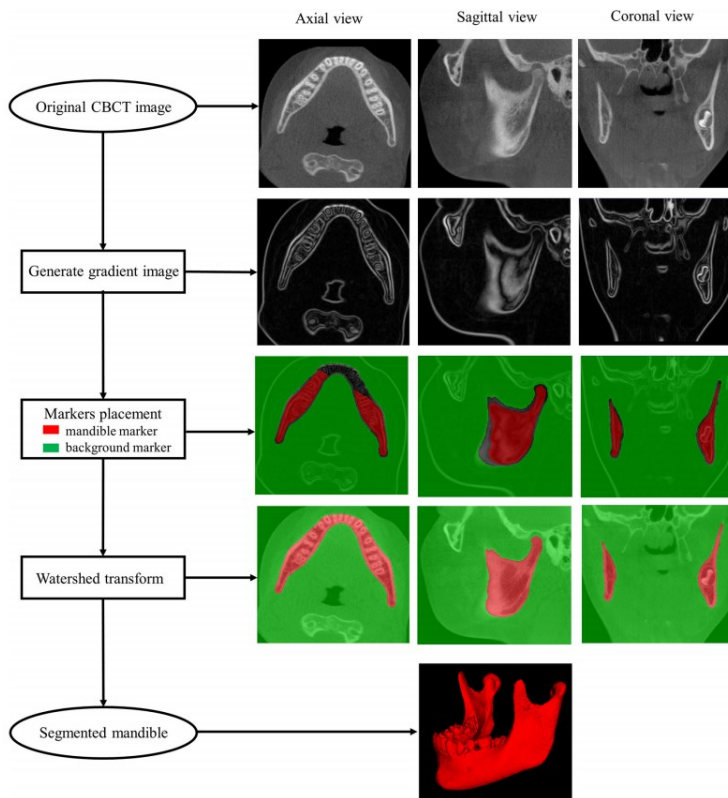 Axial view
Sagittal view
Coronal view
Original CBCT image
Generate gradient image
Markers placement
mandible marker
background marker
Watershed transform
Segmented mandible